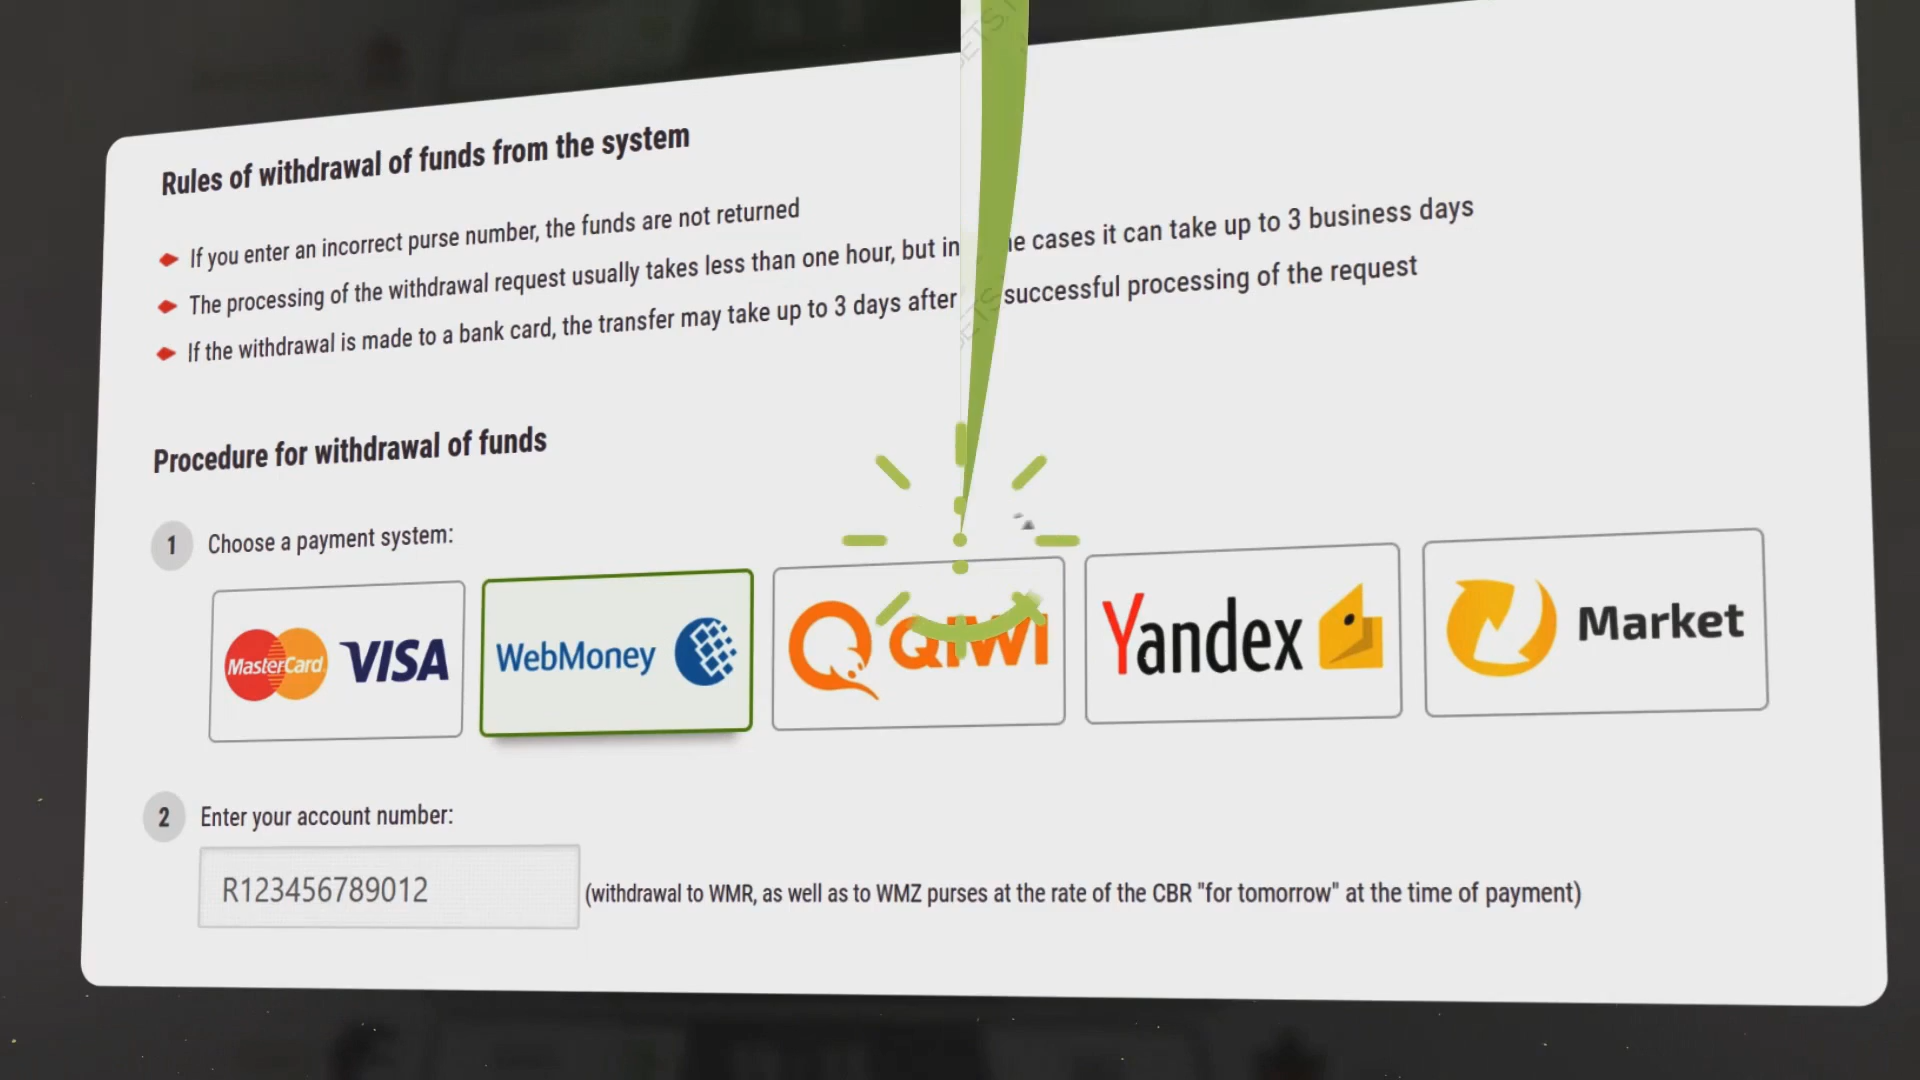 Rules of withdrawal of funds from the system
If you enter an incorrect purse number, the funds are not returned
The processing of the withdrawal request usually takes less than one hour, but in cases it can take up to 3 business days
If the withdrawal is made to a bank card, the transfer may take up to 3 days after successful processing of the request
Procedure for withdrawal of funds
1 Choose a payment system:
MasterCard VISA WebMoney QIWI Yandex Market
2 Enter your account number:
R123456789012 (withdrawal to WMR, as well as to WMZ purses at the rate of the CBR "for tomorrow" at the time of payment)